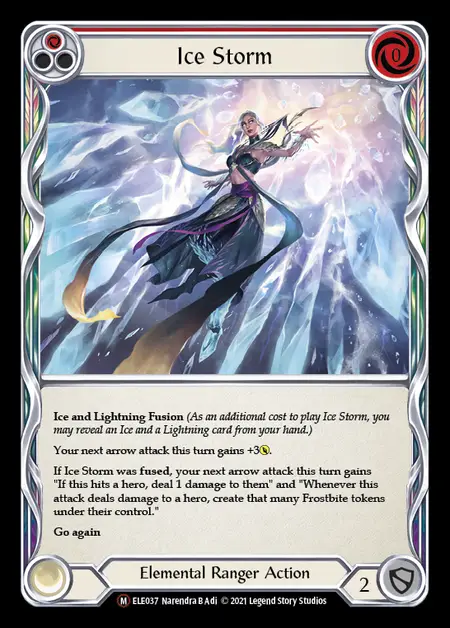 Ice Storm
0
Ice and Lightning Fusion (As an additional cost to play Ice Storm, you
may reveal an Ice and a Lightning card from your hand.)
Your next arrow attack this turn gains +3.
If Ice Storm was fused, your next arrow attack this turn gains
"If this hits a hero, deal 1 damage to them" and "Whenever this
attack deals damage to a hero, create that many Frostbite tokens
under their control."
Go again
Elemental Ranger Action
2
M ELE037 Narendra B Adi © 2021 Legend Story Studios